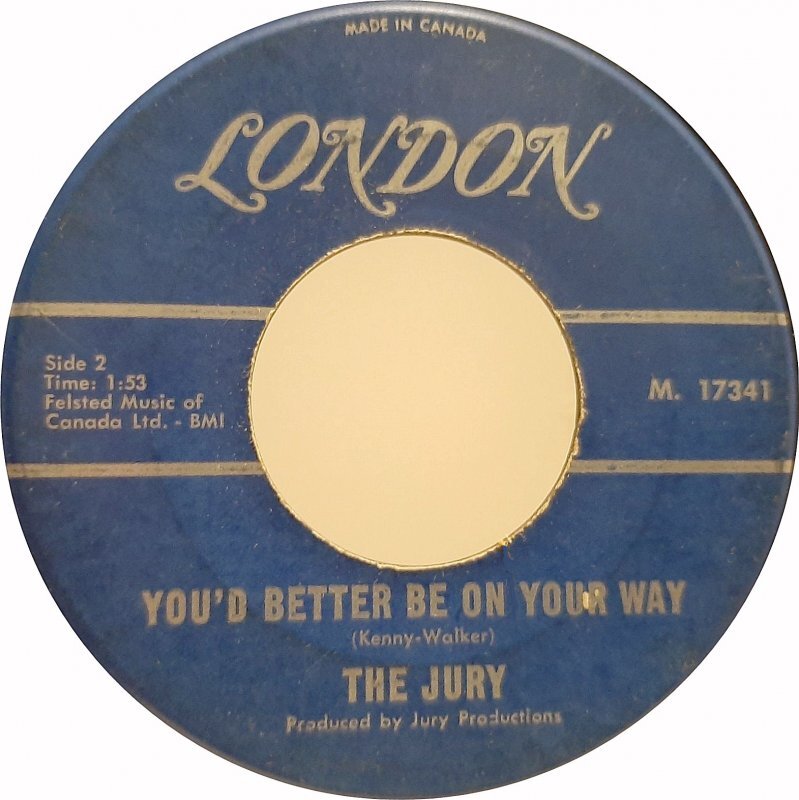 MADE IN CANADA
LONDON
Side 2
Time: 1:53
Felsted Music of
Canada Ltd. - BMI
M. 17341
YOU'D BETTER BE ON YOUR WAY
(Kenny-Walker)
THE JURY
Produced by Jury Productions